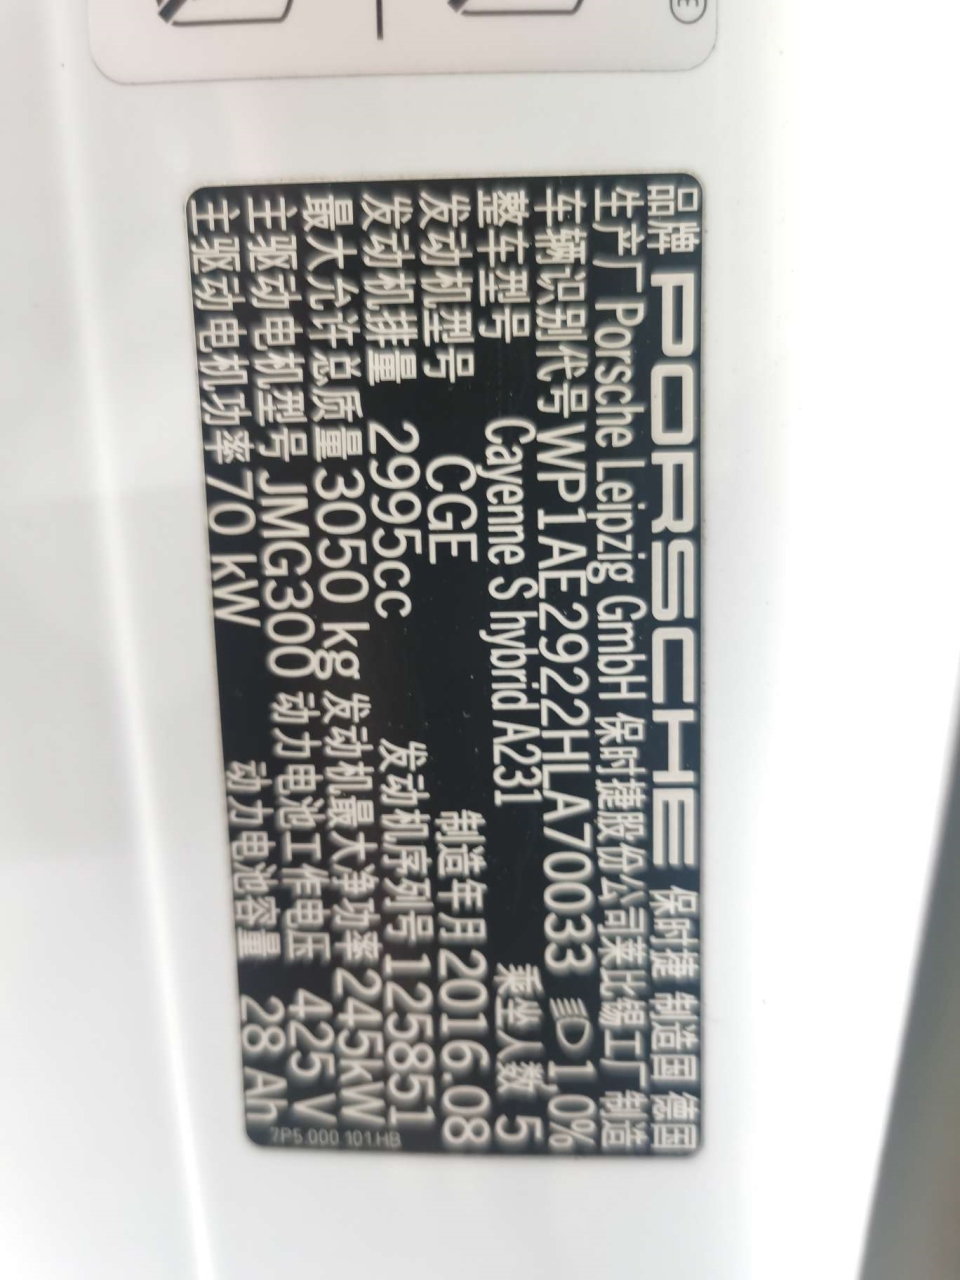 品牌 PORSCHE 保时捷 制造国 德国
生产厂 Porsche Leipzig GmbH 保时捷股份公司莱比锡工厂制造
车辆识别代号 WP1AE2922HLA70033 1.0%
整车型号 Cayenne S hybrid A231 乘坐人数 5
发动机型号 CGE 制造年月 2016.08
发动机排量 2995cc 发动机序列号 125851
最大允许总质量 3050 kg 发动机最大净功率 245kW
主驱动电机型号 JMG300 动力电池工作电压 425 V
主驱动电机功率 70 kW 动力电池容量 28 Ah
7P5.000.101.HB